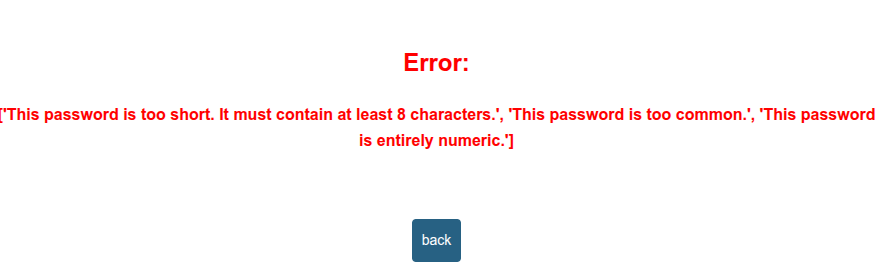 Error:
['This password is too short. It must contain at least 8 characters.', 'This password is too common.', 'This password
is entirely numeric.']
back